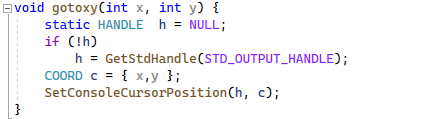 void gotoxy(int x, int y) {
    static HANDLE  h = NULL;
    if (!h)
        h = GetStdHandle(STD_OUTPUT_HANDLE);
    COORD c = { x,y };
    SetConsoleCursorPosition(h, c);
}